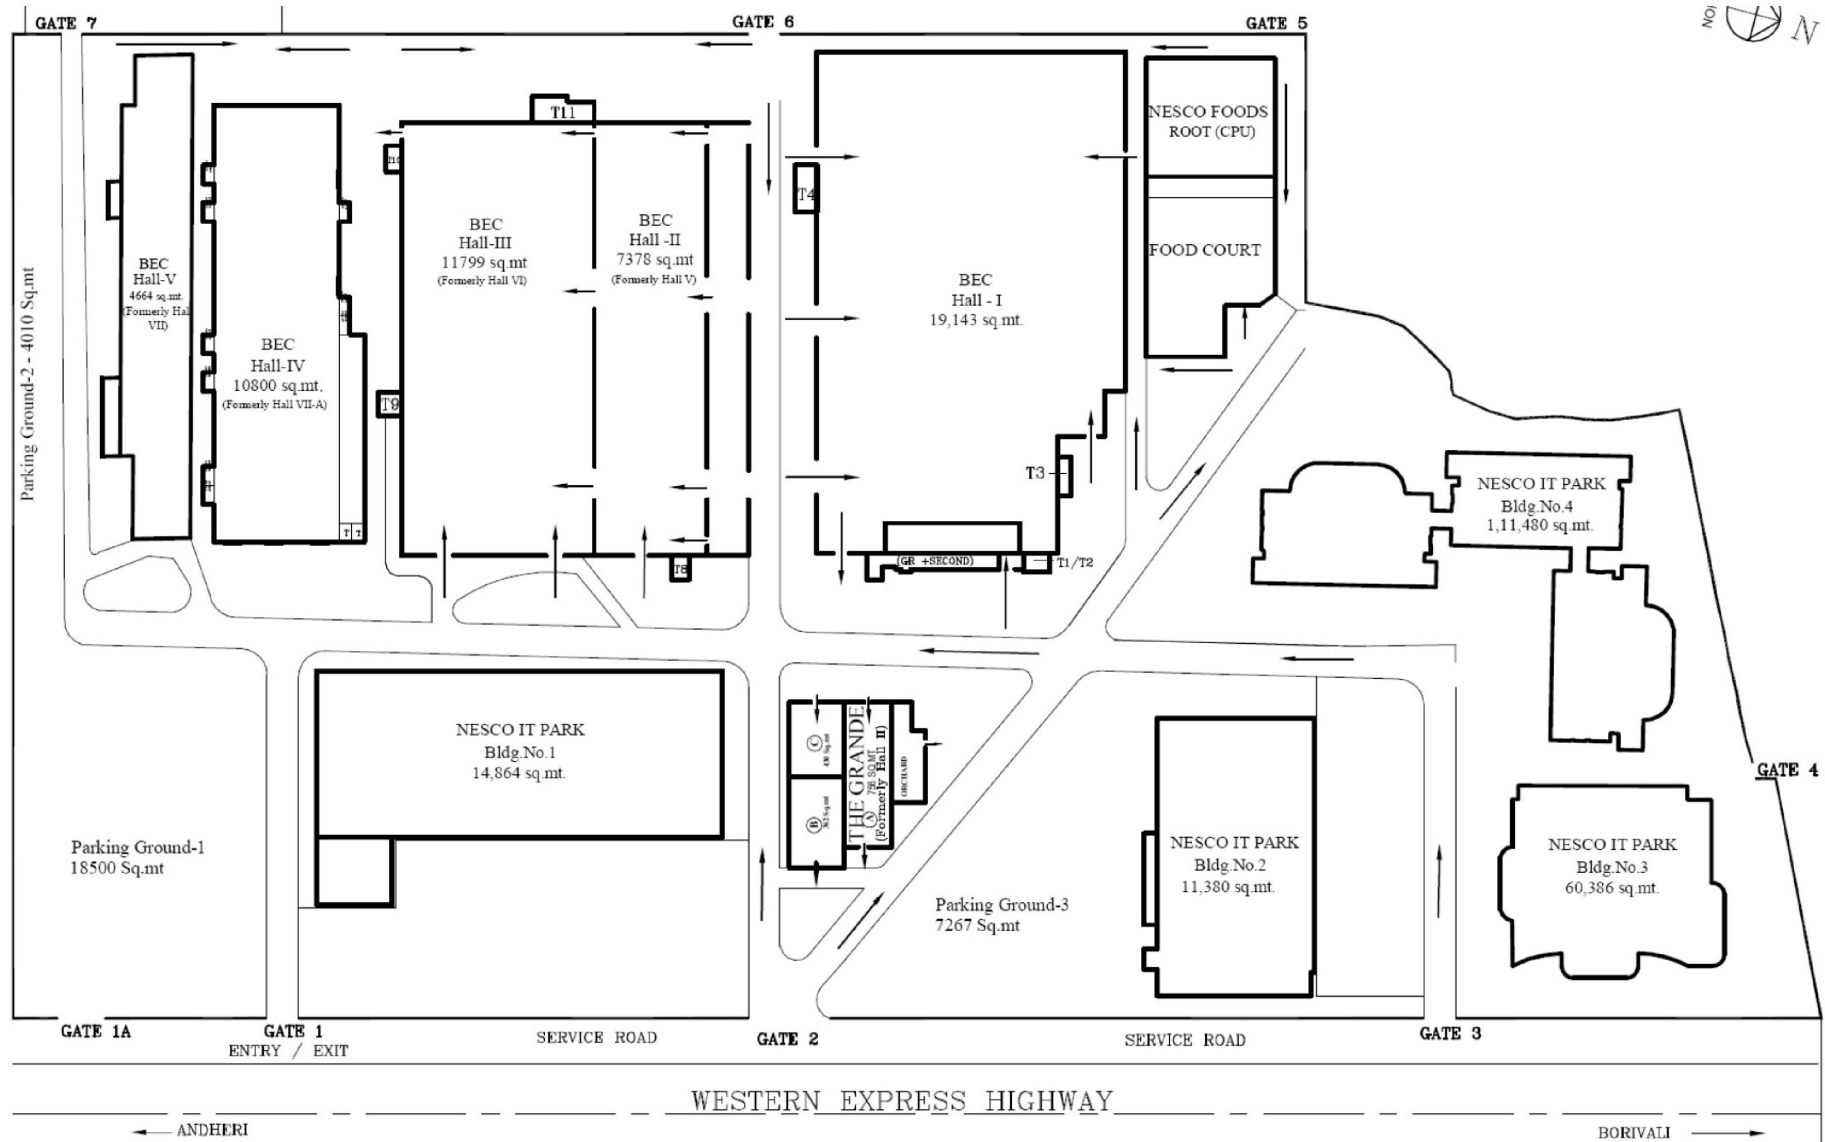 GATE 7
GATE 6
GATE 5
N
T11
T4
T9
T8
T3
T1/T2
(GR +SECOND)
NESCO FOODS
ROOT (CPU)
FOOD COURT
BEC
Hall-V
4664 sq.mt.
(Formerly Hal
VII)
BEC
Hall-IV
10800 sq.mt.
(Formerly Hall VII-A)
BEC
Hall-III
11799 sq.mt
(Formerly Hall VI)
BEC
Hall -II
7378 sq.mt
(Formerly Hall V)
BEC
Hall - I
19,143 sq.mt.
Parking Ground-2 - 4010 Sq.mt
NESCO IT PARK
Bldg.No.4
1,11,480 sq.mt.
NESCO IT PARK
Bldg.No.1
14,864 sq.mt.
C
B
THE GRANDE
A 756 SQ.MT
(Formerly Hall II)
ORCHARD
GATE 4
Parking Ground-1
18500 Sq.mt
Parking Ground-3
7267 Sq.mt
NESCO IT PARK
Bldg.No.2
11,380 sq.mt.
NESCO IT PARK
Bldg.No.3
60,386 sq.mt.
GATE 1A
GATE 1
ENTRY / EXIT
SERVICE ROAD
GATE 2
SERVICE ROAD
GATE 3
WESTERN EXPRESS HIGHWAY
ANDHERI
BORIVALI